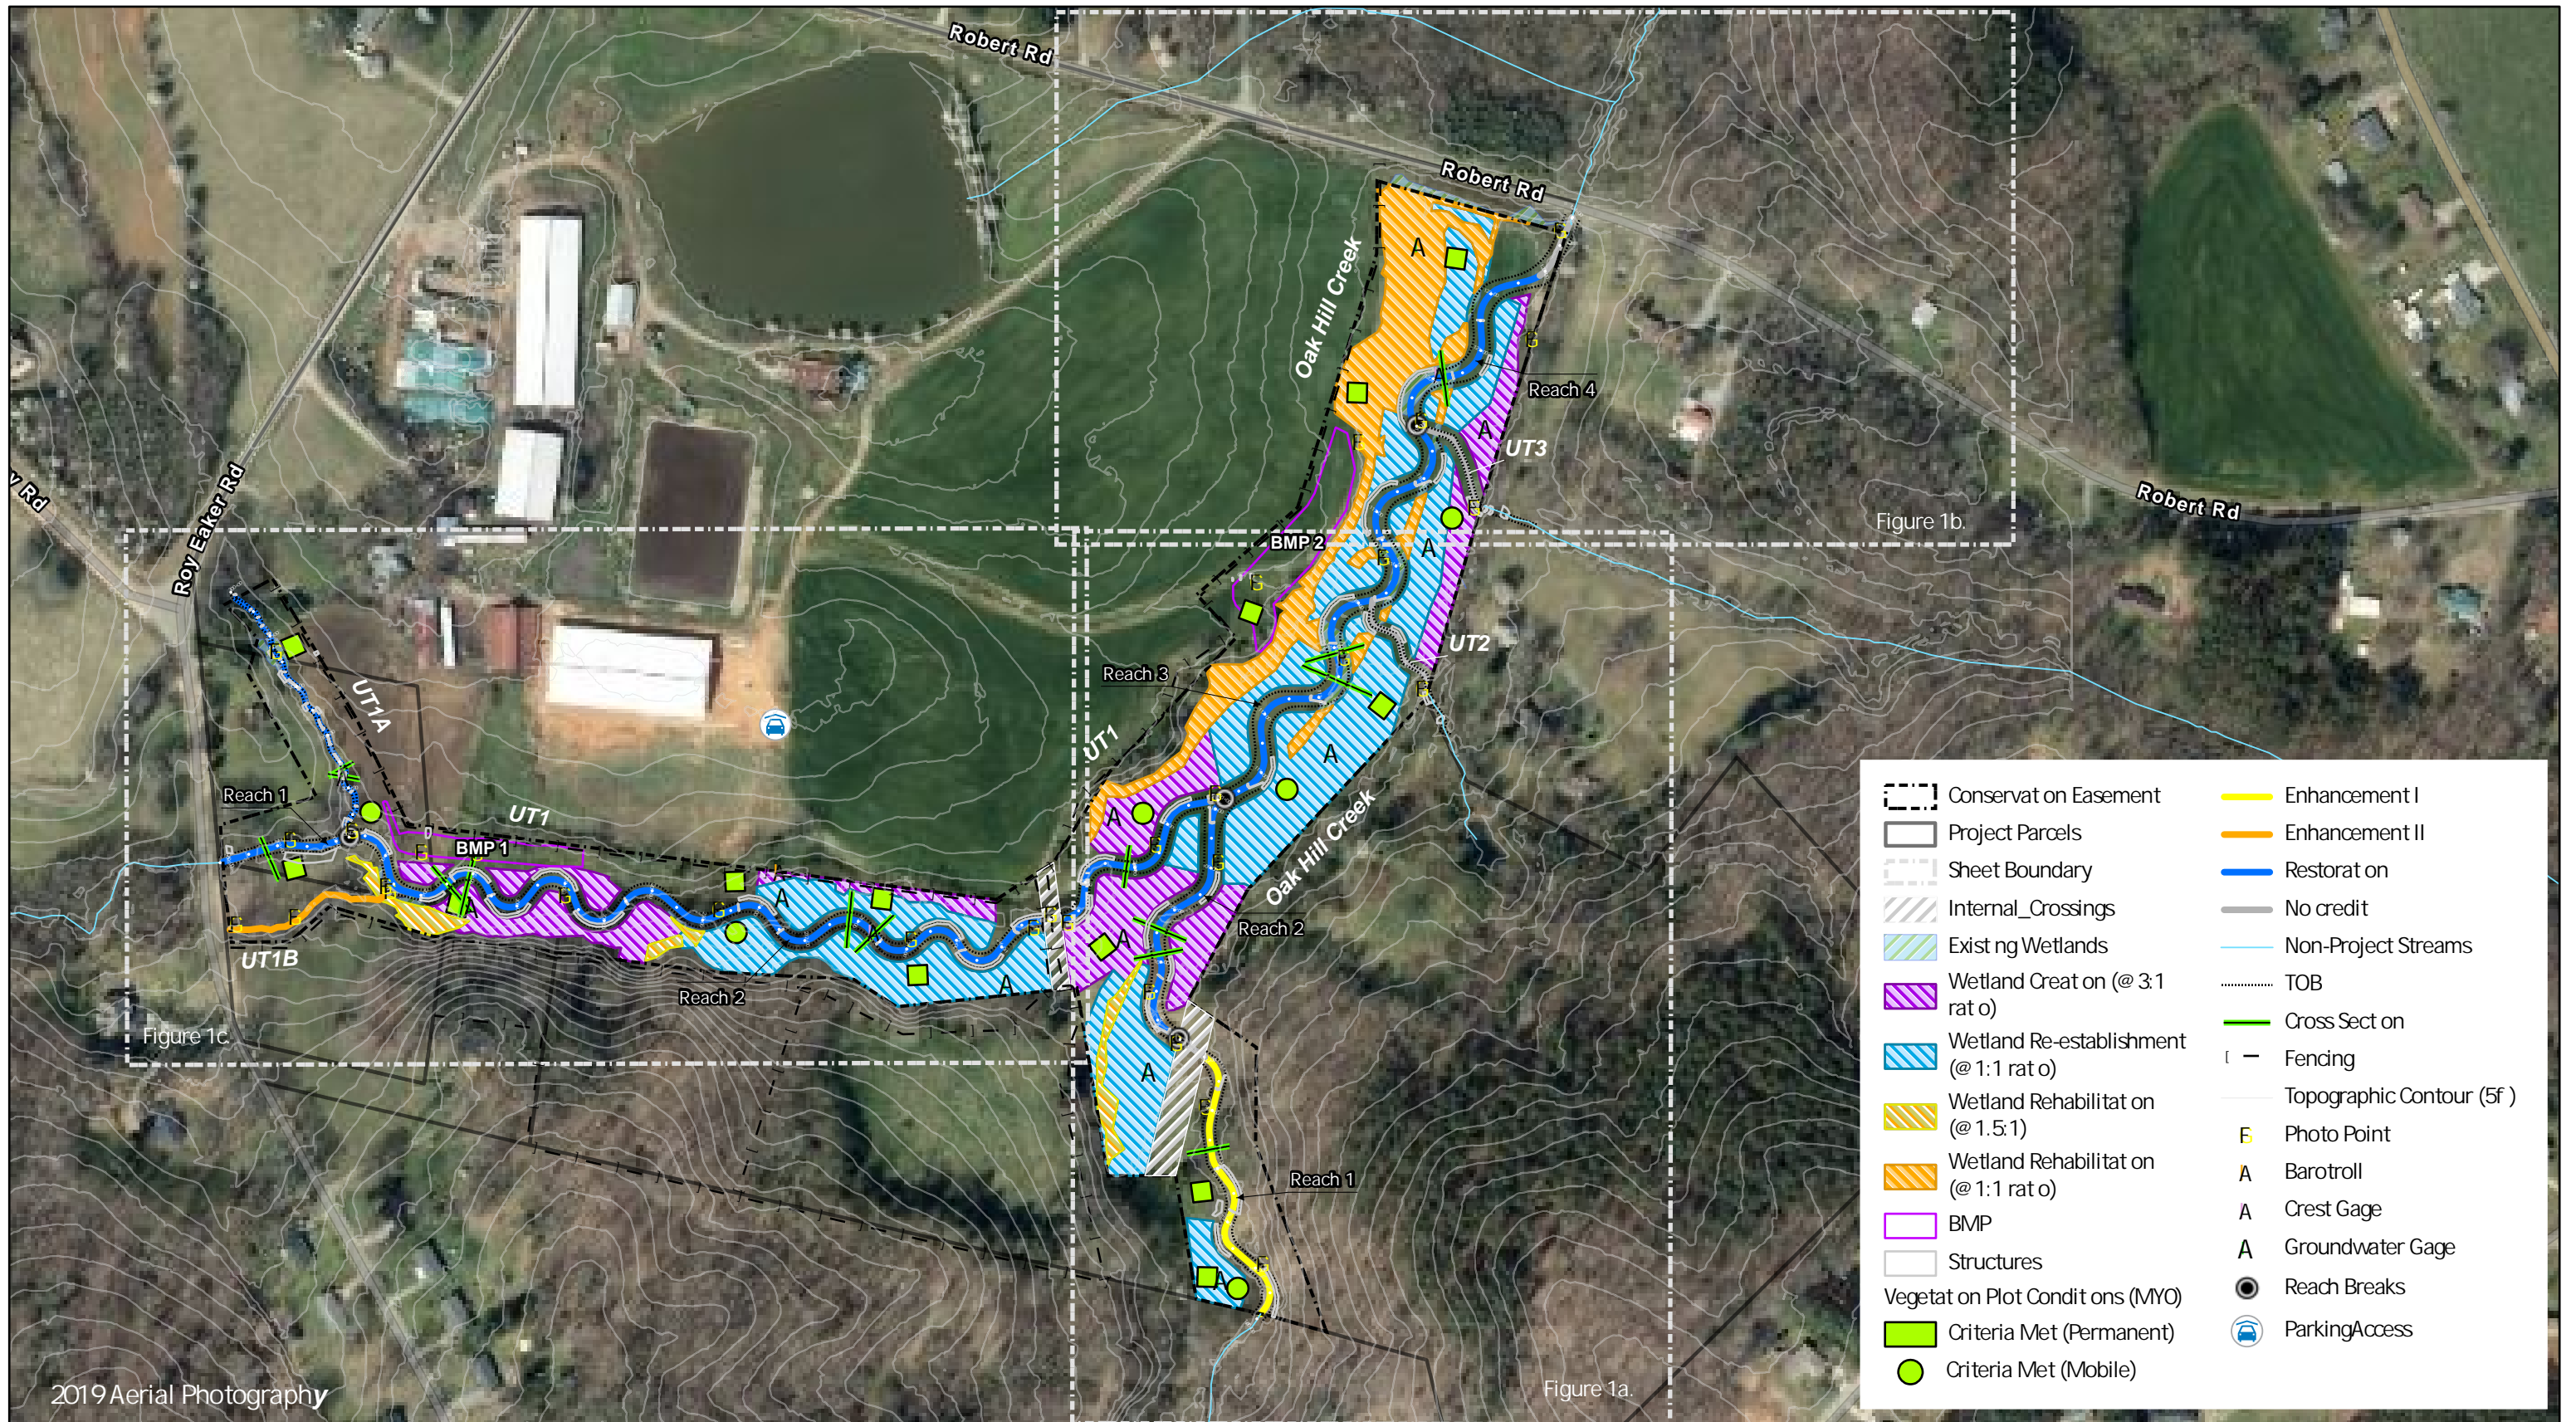 Robert Rd
Robert Rd
Oak Hill Creek
Reach 4
UT3
y Rd
Robert Rd
Roy Eaker Rd
Figure 1b.
BMP 2
UT2
Reach 3
UT1A
UT1
Reach 1
UT1
BMP 1
Oak Hill Creek
Reach 2
UT1B
Reach 2
Figure 1c.
Reach 1
Figure 1a.
2019 Aerial Photography
Conservat on Easement
Project Parcels
Sheet Boundary
Internal_Crossings
Exist ng Wetlands
Wetland Creat on (@ 3:1
rat o)
Wetland Re-establishment
(@ 1:1 rat o)
Wetland Rehabilitat on
(@ 1.5:1)
Wetland Rehabilitat on
(@ 1:1 rat o)
BMP
Structures
Vegetat on Plot Condit ons (MY0)
Criteria Met (Permanent)
Criteria Met (Mobile)
Enhancement I
Enhancement II
Restorat on
No credit
Non-Project Streams
TOB
Cross Sect on
Fencing
Topographic Contour (5f )
Photo Point
A Barotroll
A Crest Gage
A Groundwater Gage
Reach Breaks
Parking Access